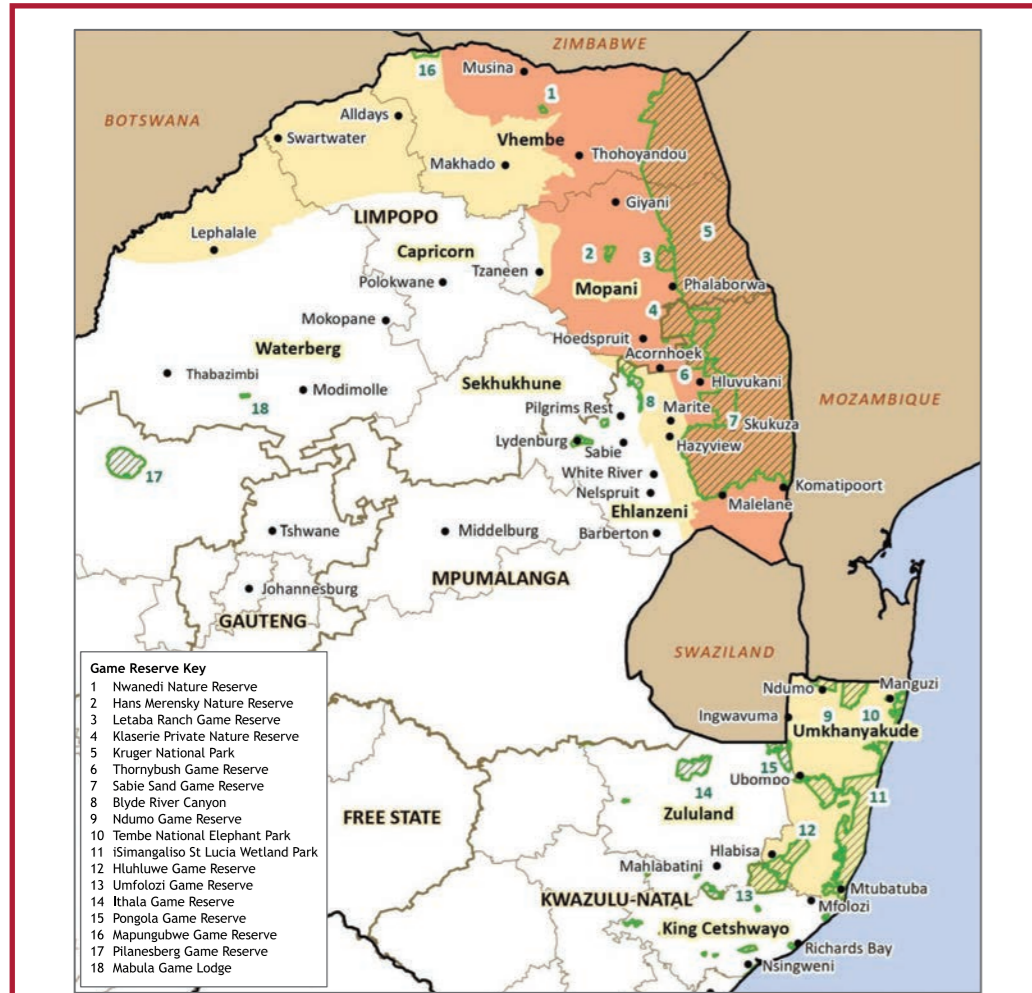 ZIMBABWE
Musina
16
1
BOTSWANA
Alldays
Swartwater
Vhembe
Thohoyandou
Makhado
Giyani
LIMPOPO
5
Lephalale
Capricorn
2
3
Tzaneen
Polokwane
Mopani
Phalaborwa
4
Mokopane
Hoedspruit
Waterberg
Acornhoek
6
Thabazimbi
Sekhukhune
Hluvukani
Modimolle
MOZAMBIQUE
18
8
Marite
Pilgrims Rest
7
Skukuza
Lydenburg
Hazyview
Sabie
17
White River
Komatipoort
Nelspruit
Malelane
Ehlanzeni
Tshwane
Middelburg
Barberton
MPUMALANGA
Johannesburg
GAUTENG
SWAZILAND
Game Reserve Key
1 Nwanedi Nature Reserve
2 Hans Merensky Nature Reserve
3 Letaba Ranch Game Reserve
4 Klaserie Private Nature Reserve
5 Kruger National Park
6 Thornybush Game Reserve
7 Sabie Sand Game Reserve
8 Blyde River Canyon
9 Ndumo Game Reserve
10 Tembe National Elephant Park
11 iSimangaliso St Lucia Wetland Park
12 Hluhluwe Game Reserve
13 Umfolozi Game Reserve
14 Ithala Game Reserve
15 Pongola Game Reserve
16 Mapungubwe Game Reserve
17 Pilanesberg Game Reserve
18 Mabula Game Lodge
Ndumo
Manguzi
Ingwavuma
9
10
Umkhanyakude
15
Ubombo
14
11
FREE STATE
Zululand
12
Hlabisa
Mahlabatini
Mtubatuba
KWAZULU-NATAL
13
Mfolozi
King Cetshwayo
Richards Bay
Nsingweni